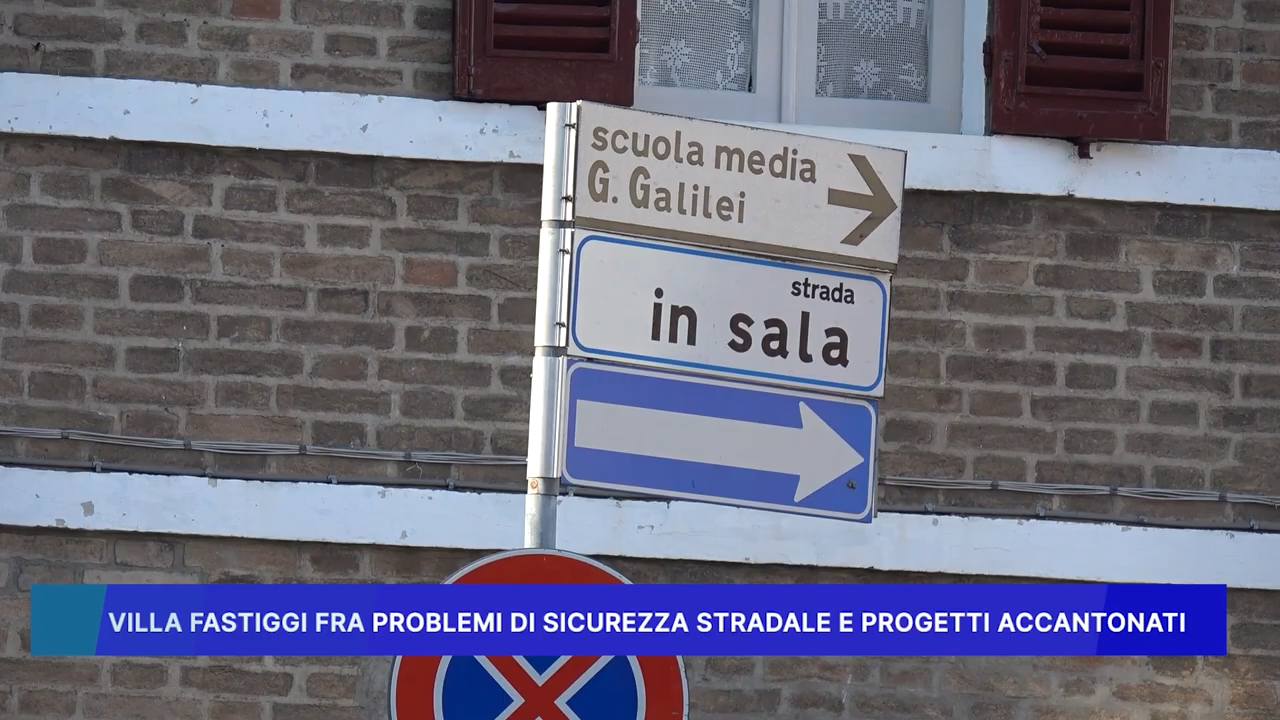 scuola media
G. Galilei
strada
in sala
VILLA FASTIGGI FRA PROBLEMI DI SICUREZZA STRADALE E PROGETTI ACCANTONATI